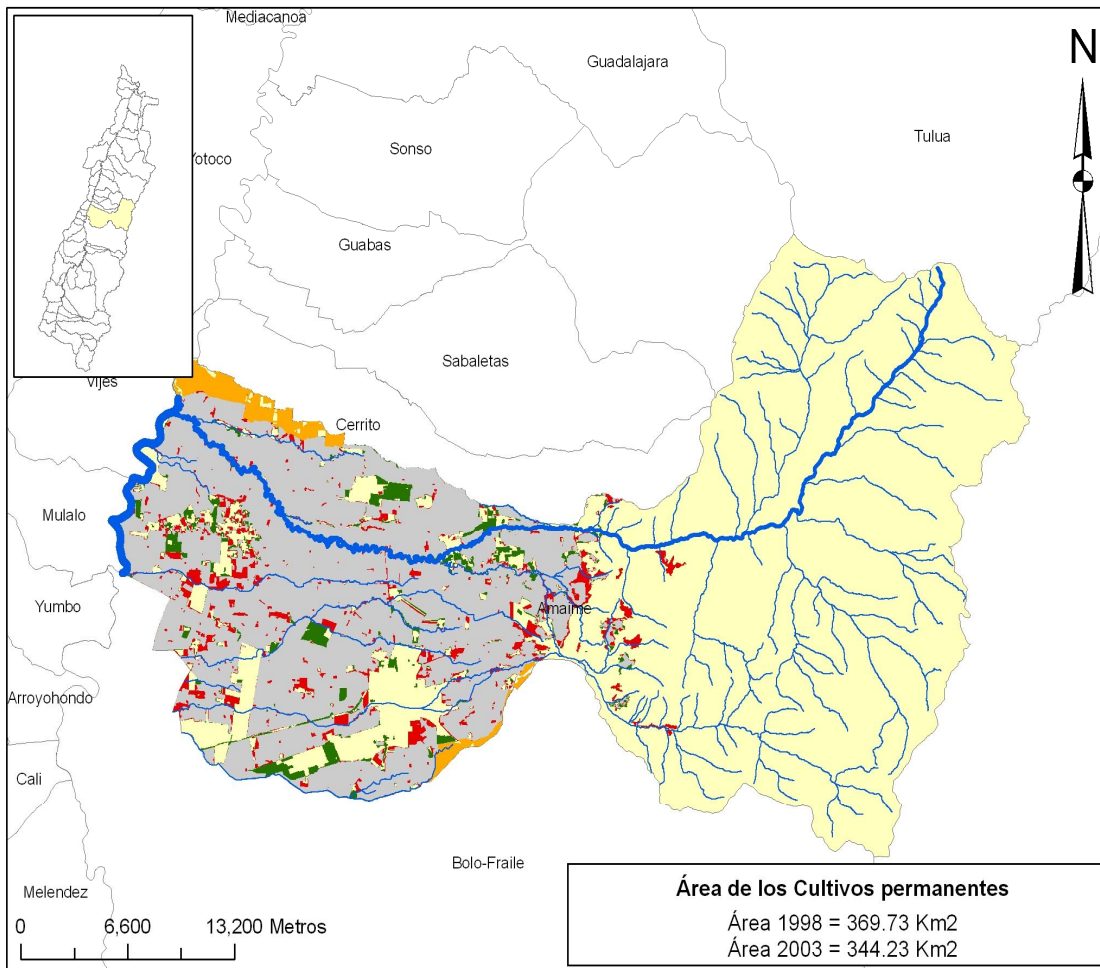 Mediacanoa
N
Guadalajara
Tulua
Sonso
Yotoco
Guabas
Sabaletas
Vijes
Cerrito
Mulalo
Yumbo
Amaime
Arroyohondo
Cali
Bolo-Fraile
Melendez
0 6,600 13,200 Metros
Área de los Cultivos permanentes
Área 1998 = 369.73 Km2
Área 2003 = 344.23 Km2